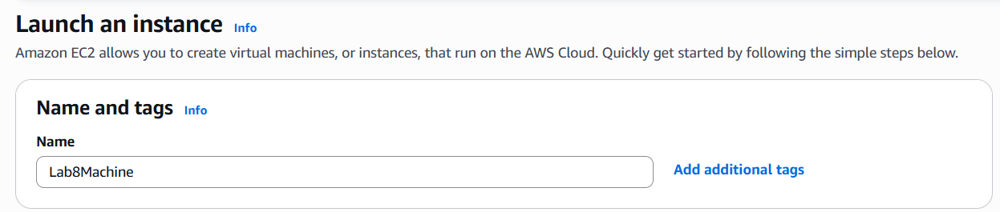 Launch an instance Info
Amazon EC2 allows you to create virtual machines, or instances, that run on the AWS Cloud. Quickly get started by following the simple steps below.
Name and tags Info
Name
Lab8Machine Add additional tags